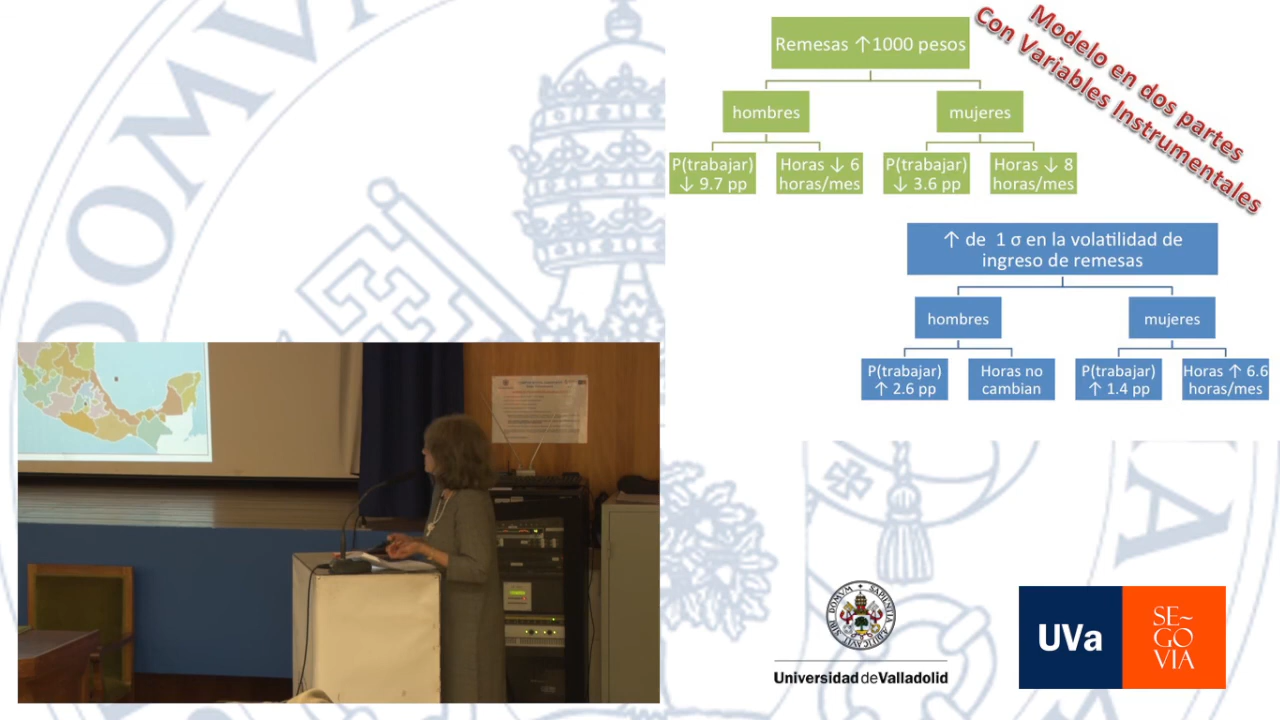 DOMVS
Remesas ↑1000 pesos
Modelo en dos partes
Con Variables Instrumentales
hombres
mujeres
P(trabajar)
↓ 9.7 pp
Horas ↓ 6
horas/mes
P(trabajar)
↓ 3.6 pp
Horas ↓ 8
horas/mes
↑ de 1 σ en la volatilidad de
ingreso de remesas
hombres
mujeres
P(trabajar)
↑ 2.6 pp
Horas no
cambian
P(trabajar)
↑ 1.4 pp
Horas ↑ 6.6
horas/mes
A
Universidad de Valladolid
UVa
SE~
GO
VIA